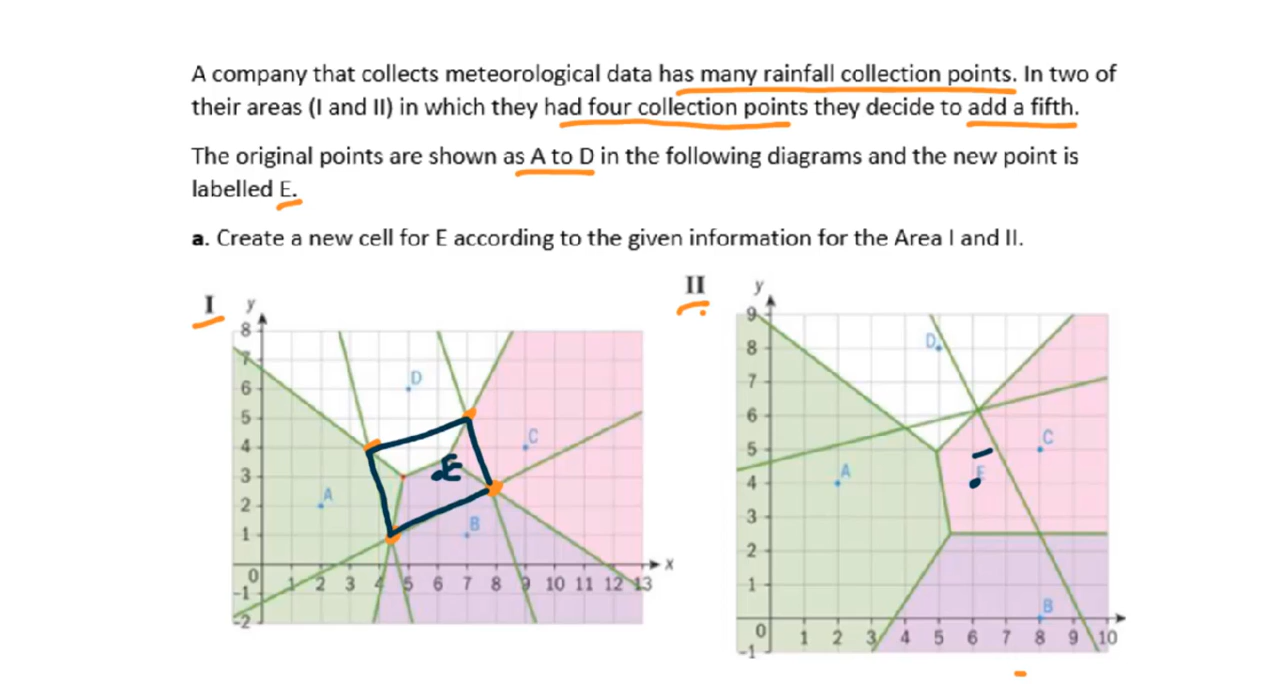 A company that collects meteorological data has many rainfall collection points. In two of
their areas (I and II) in which they had four collection points they decide to add a fifth.
The original points are shown as A to D in the following diagrams and the new point is
labelled E.
a. Create a new cell for E according to the given information for the Area I and II.
I
y
8
7
6
5
4
3
2
1
0
-1
-2
1 2 3 4 5 6 7 8 9 10 11 12 13
x
D
C
A
E
B
II
y
9
8
7
6
5
4
3
2
1
0
-1
1 2 3 4 5 6 7 8 9 10
D
C
A
E
B